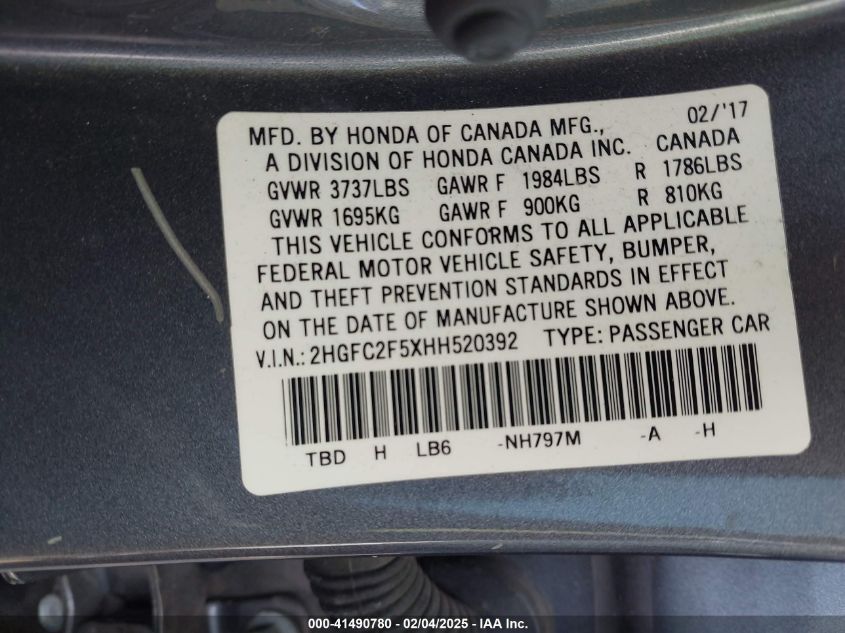 02/'17
MFD. BY HONDA OF CANADA MFG.,
A DIVISION OF HONDA CANADA INC. CANADA
GVWR 3737LBS GAWR F 1984LBS R 1786LBS
GVWR 1695KG GAWR F 900KG R 810KG
THIS VEHICLE CONFORMS TO ALL APPLICABLE
FEDERAL MOTOR VEHICLE SAFETY, BUMPER,
AND THEFT PREVENTION STANDARDS IN EFFECT
ON THE DATE OF MANUFACTURE SHOWN ABOVE.
V.I.N.: 2HGFC2F5XHH520392 TYPE: PASSENGER CAR
TBD H LB6 -NH797M -A -H
000-41490780 - 02/04/2025 - IAA Inc.